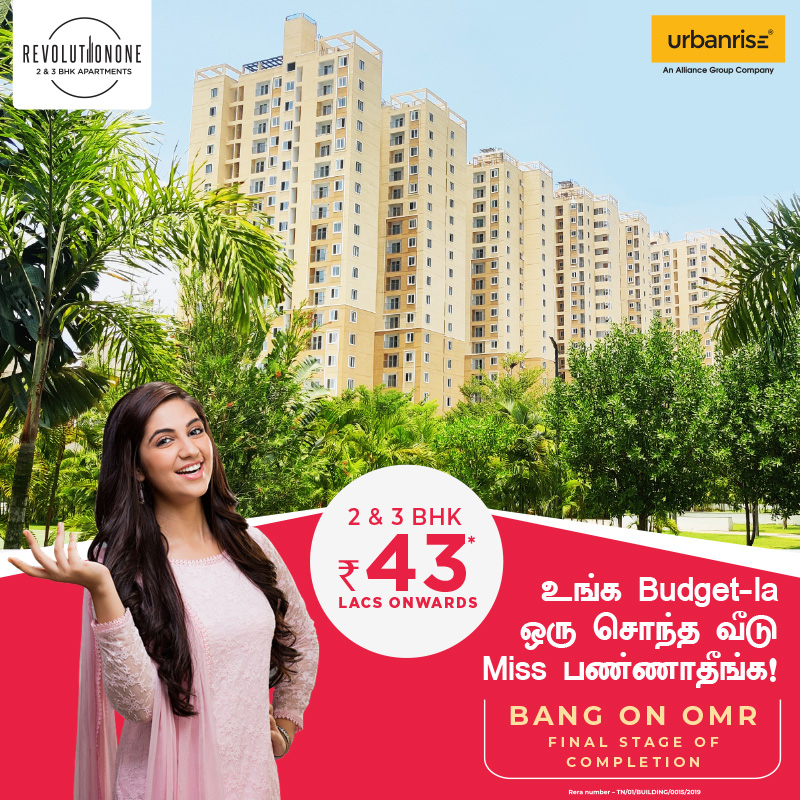 REVOLUTIONONE
2 & 3 BHK APARTMENTS
urbanrise®
An Alliance Group Company
2 & 3 BHK
₹43*
LACS ONWARDS
உங்க Budget-la
ஒரு சொந்த வீடு
Miss பண்ணாதீங்க!
BANG ON OMR
FINAL STAGE OF
COMPLETION
Rera number – TN/01/BUILDING/0015/2019